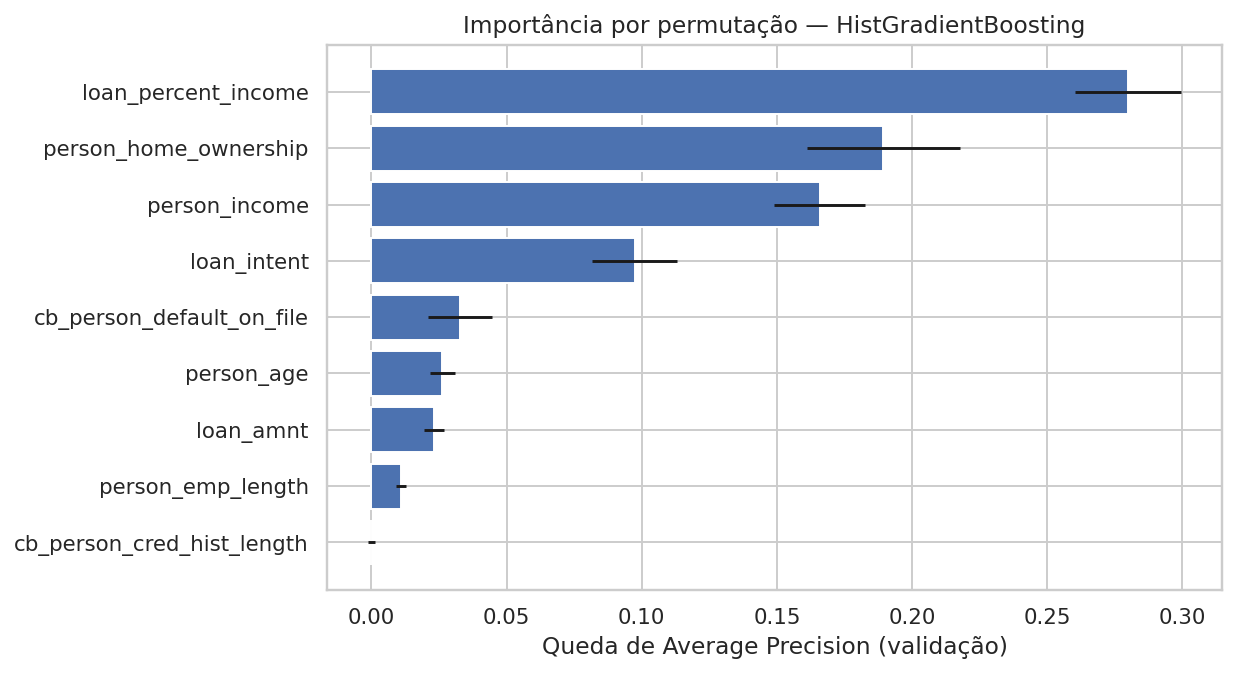 Importância por permutação — HistGradientBoosting
loan_percent_income
person_home_ownership
person_income
loan_intent
cb_person_default_on_file
person_age
loan_amnt
person_emp_length
cb_person_cred_hist_length
0.00 0.05 0.10 0.15 0.20 0.25 0.30
Queda de Average Precision (validação)